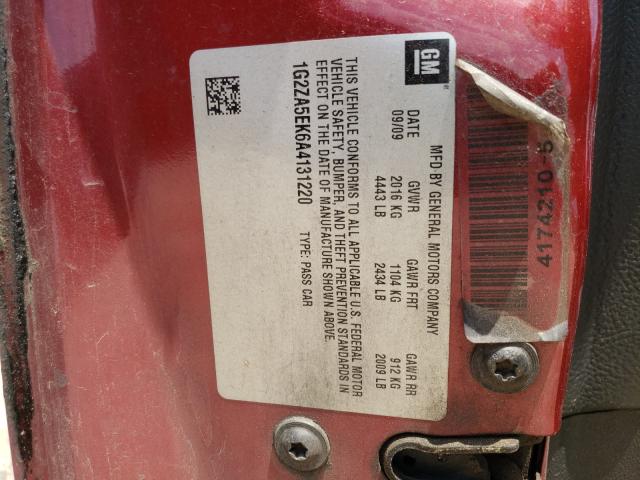 GM
MFD BY GENERAL MOTORS COMPANY
DATE GVWR GAWR FRT GAWR RR
09/09 2016 KG 1104 KG 912 KG
4443 LB 2434 LB 2009 LB
THIS VEHICLE CONFORMS TO ALL APPLICABLE U.S. FEDERAL MOTOR
VEHICLE SAFETY, BUMPER, AND THEFT PREVENTION STANDARDS IN
EFFECT ON THE DATE OF MANUFACTURE SHOWN ABOVE.
1G2ZA5EK6A4131220 TYPE: PASS CAR
41174210-5